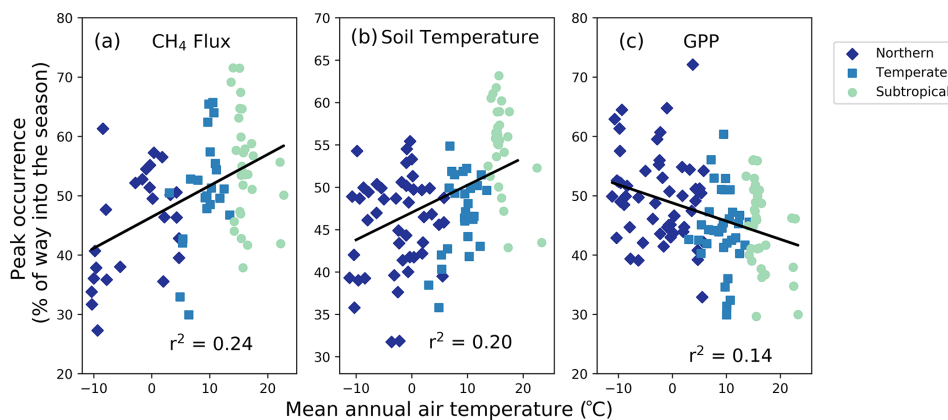 (a) CH₄ Flux
(b) Soil Temperature
(c) GPP
Northern
Temperate
Subtropical
Peak occurrence
(% of way into the season)
80
70
60
50
40
30
20
−10 0 10 20
r² = 0.24
70
65
60
55
50
45
40
35
30
−10 0 10 20
r² = 0.20
80
70
60
50
40
30
20
−10 0 10 20
r² = 0.14
Mean annual air temperature (°C)